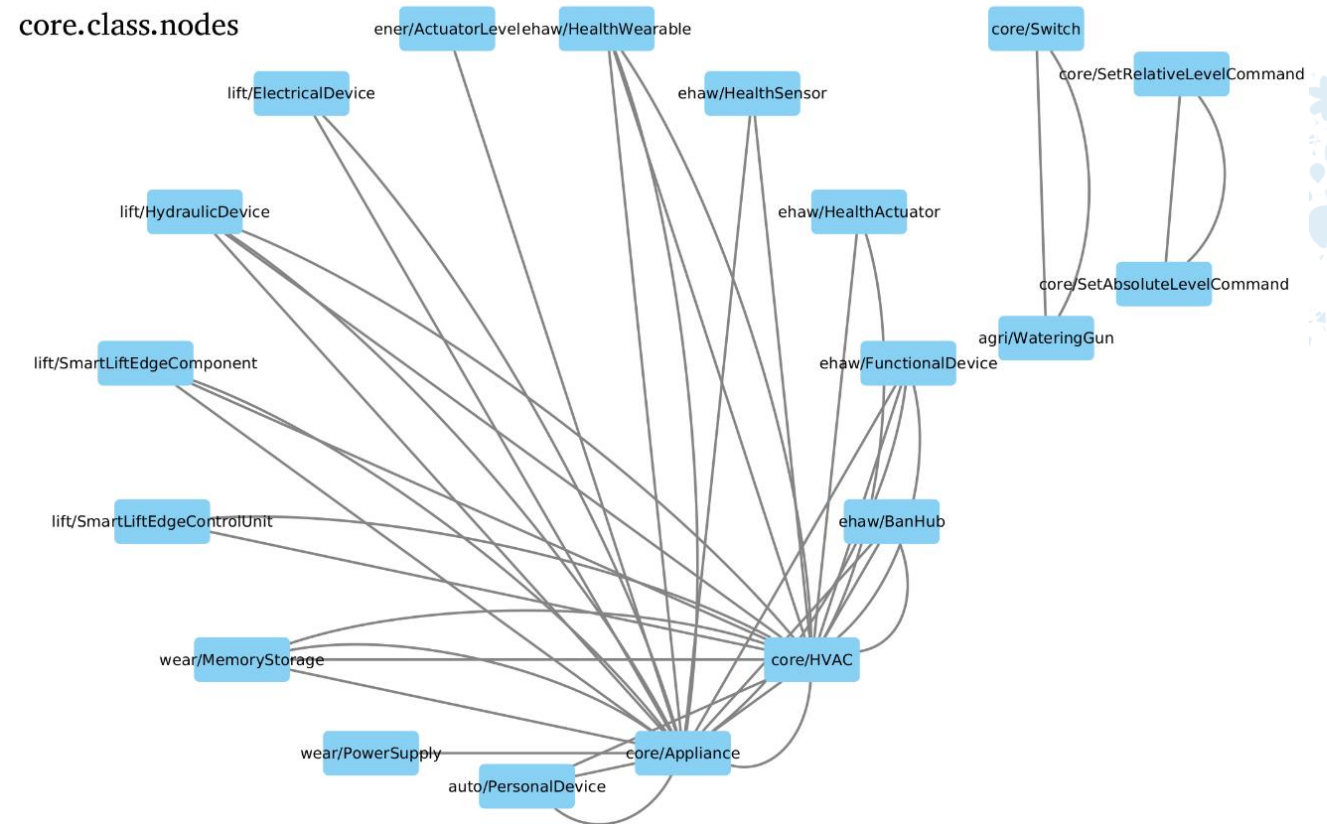 core.class.nodes
ener/ActuatorLevel
ehaw/HealthWearable
core/Switch
core/SetRelativeLevelCommand
lift/ElectricalDevice
ehaw/HealthSensor
lift/HydraulicDevice
ehaw/HealthActuator
core/SetAbsoluteLevelCommand
agri/WateringGun
lift/SmartLiftEdgeComponent
ehaw/FunctionalDevice
lift/SmartLiftEdgeControlUnit
ehaw/BanHub
wear/MemoryStorage
core/HVAC
wear/PowerSupply
core/Appliance
auto/PersonalDevice